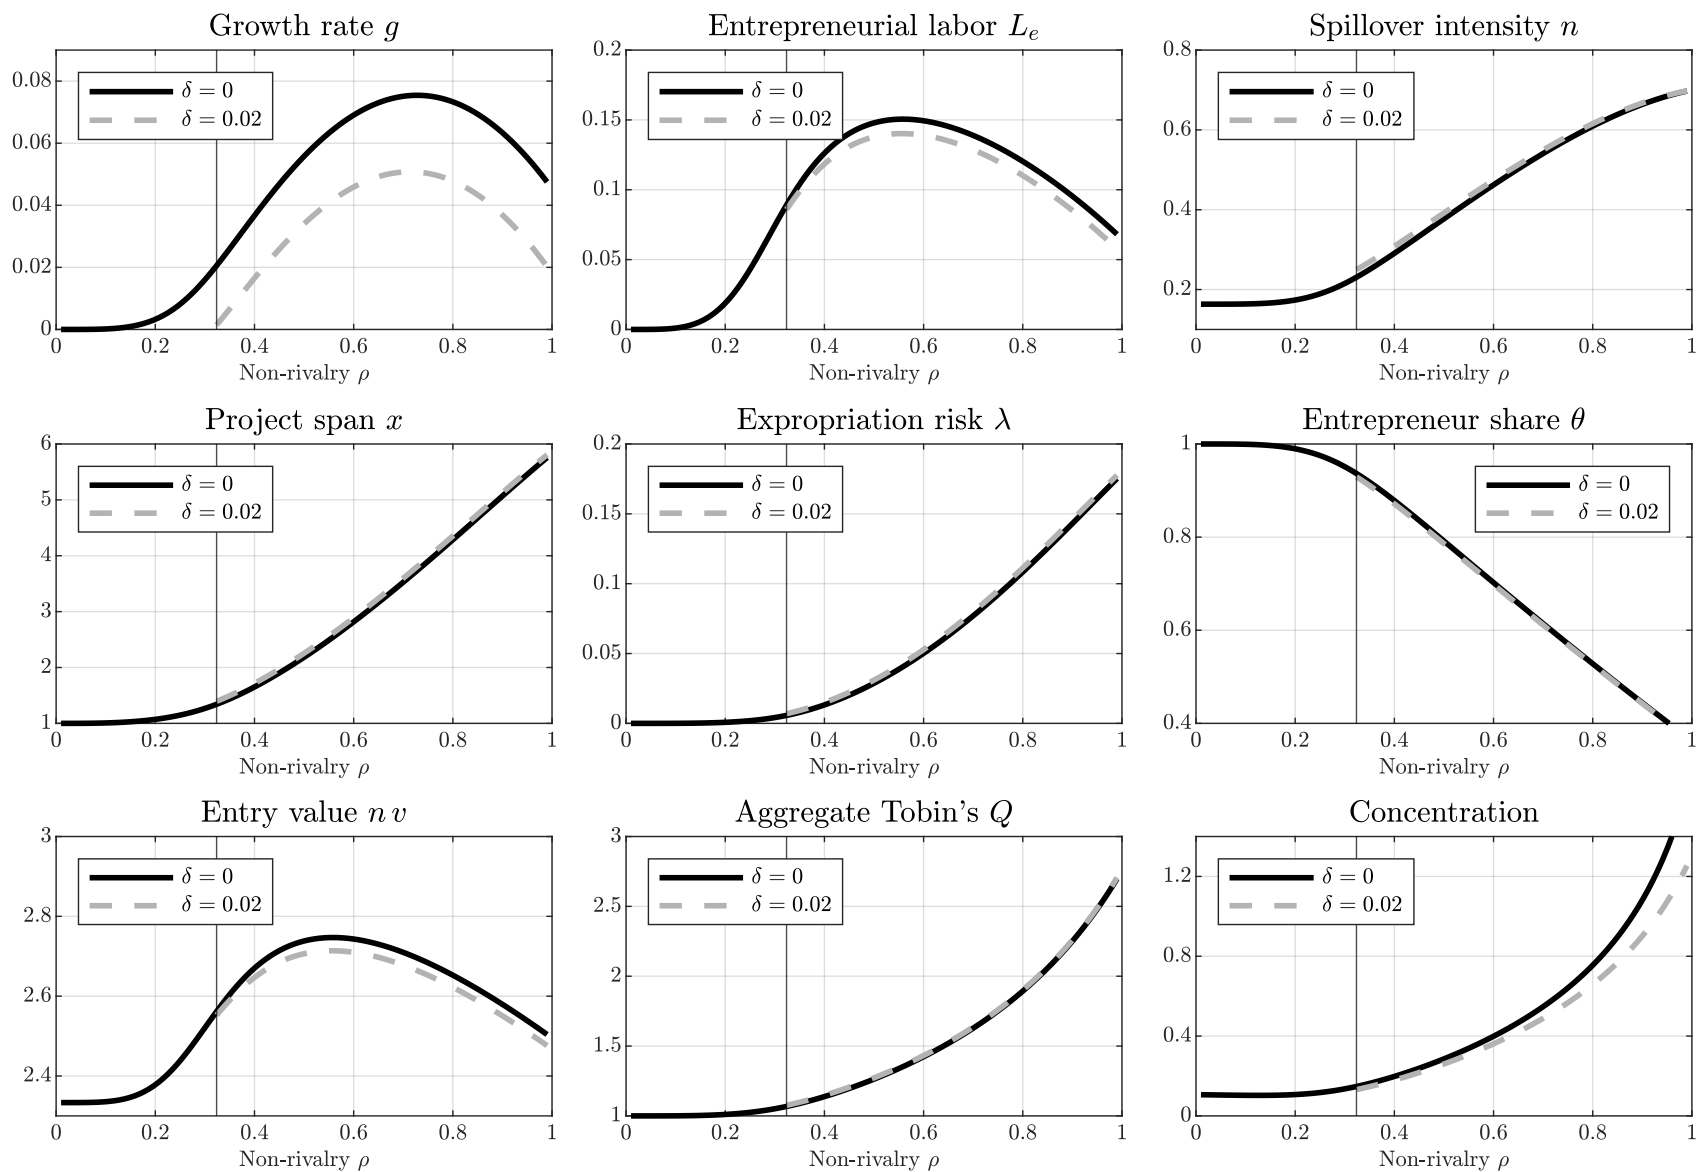 Growth rate g
0.08
0.06
0.04
0.02
0
δ = 0
δ = 0.02
0 0.2 0.4 0.6 0.8 1
Non-rivalry ρ
Entrepreneurial labor Lₑ
0.2
0.15
0.1
0.05
0
δ = 0
δ = 0.02
0 0.2 0.4 0.6 0.8 1
Non-rivalry ρ
Spillover intensity n
0.8
0.6
0.4
0.2
δ = 0
δ = 0.02
0 0.2 0.4 0.6 0.8 1
Non-rivalry ρ
Project span x
6
5
4
3
2
1
δ = 0
δ = 0.02
0 0.2 0.4 0.6 0.8 1
Non-rivalry ρ
Expropriation risk λ
0.2
0.15
0.1
0.05
0
δ = 0
δ = 0.02
0 0.2 0.4 0.6 0.8 1
Non-rivalry ρ
Entrepreneur share θ
1
0.8
0.6
0.4
δ = 0
δ = 0.02
0 0.2 0.4 0.6 0.8 1
Non-rivalry ρ
Entry value n v
3
2.8
2.6
2.4
δ = 0
δ = 0.02
0 0.2 0.4 0.6 0.8 1
Non-rivalry ρ
Aggregate Tobin's Q
3
2.5
2
1.5
1
δ = 0
δ = 0.02
0 0.2 0.4 0.6 0.8 1
Non-rivalry ρ
Concentration
1.2
0.8
0.4
0
δ = 0
δ = 0.02
0 0.2 0.4 0.6 0.8 1
Non-rivalry ρ